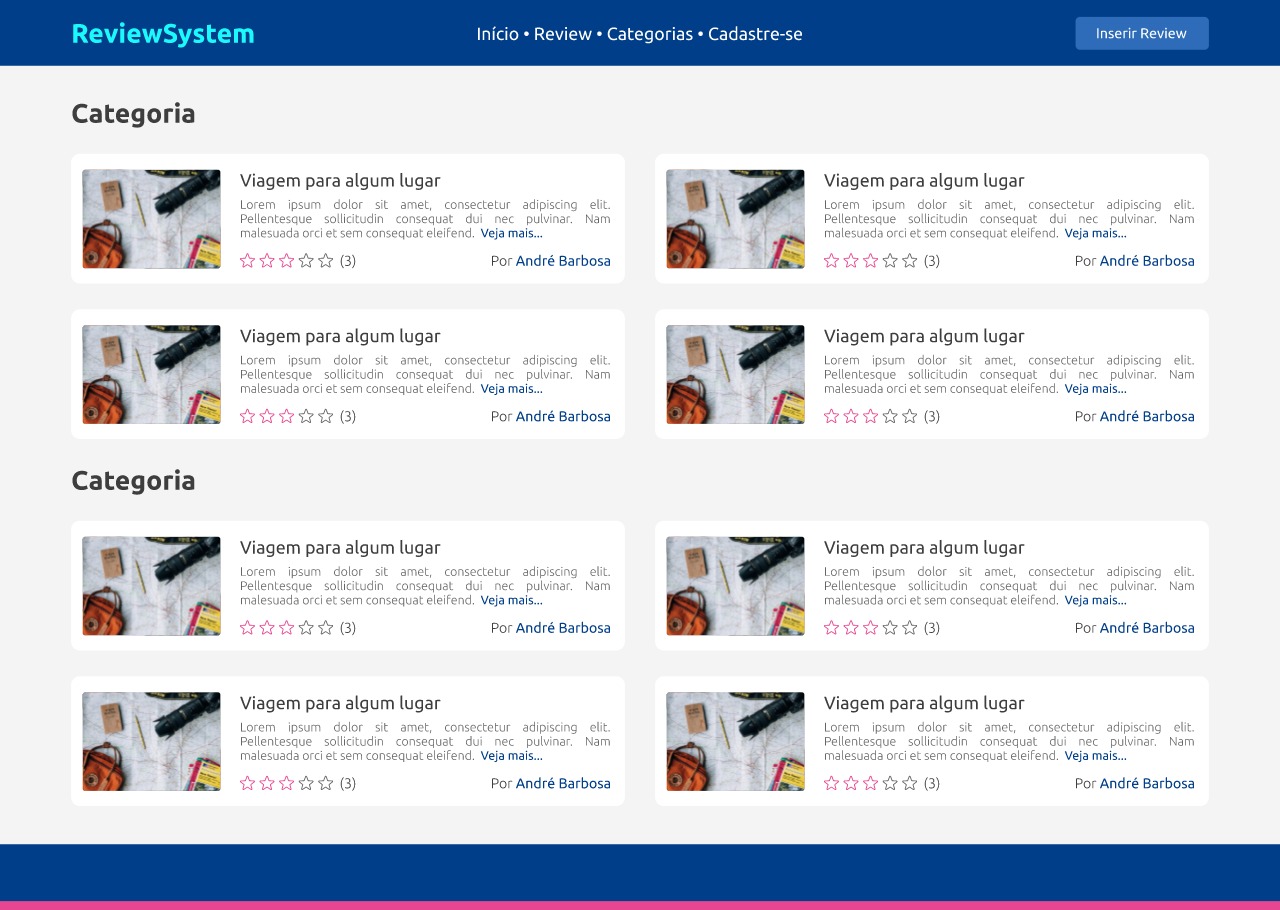 ReviewSystem
Início • Review • Categorias • Cadastre-se
Inserir Review
Categoria
Viagem para algum lugar
Lorem ipsum dolor sit amet, consectetur adipiscing elit.
Pellentesque sollicitudin consequat dui nec pulvinar. Nam
malesuada orci et sem consequat eleifend. Veja mais...
(3)
Por André Barbosa
Viagem para algum lugar
Lorem ipsum dolor sit amet, consectetur adipiscing elit.
Pellentesque sollicitudin consequat dui nec pulvinar. Nam
malesuada orci et sem consequat eleifend. Veja mais...
(3)
Por André Barbosa
Viagem para algum lugar
Lorem ipsum dolor sit amet, consectetur adipiscing elit.
Pellentesque sollicitudin consequat dui nec pulvinar. Nam
malesuada orci et sem consequat eleifend. Veja mais...
(3)
Por André Barbosa
Viagem para algum lugar
Lorem ipsum dolor sit amet, consectetur adipiscing elit.
Pellentesque sollicitudin consequat dui nec pulvinar. Nam
malesuada orci et sem consequat eleifend. Veja mais...
(3)
Por André Barbosa
Categoria
Viagem para algum lugar
Lorem ipsum dolor sit amet, consectetur adipiscing elit.
Pellentesque sollicitudin consequat dui nec pulvinar. Nam
malesuada orci et sem consequat eleifend. Veja mais...
(3)
Por André Barbosa
Viagem para algum lugar
Lorem ipsum dolor sit amet, consectetur adipiscing elit.
Pellentesque sollicitudin consequat dui nec pulvinar. Nam
malesuada orci et sem consequat eleifend. Veja mais...
(3)
Por André Barbosa
Viagem para algum lugar
Lorem ipsum dolor sit amet, consectetur adipiscing elit.
Pellentesque sollicitudin consequat dui nec pulvinar. Nam
malesuada orci et sem consequat eleifend. Veja mais...
(3)
Por André Barbosa
Viagem para algum lugar
Lorem ipsum dolor sit amet, consectetur adipiscing elit.
Pellentesque sollicitudin consequat dui nec pulvinar. Nam
malesuada orci et sem consequat eleifend. Veja mais...
(3)
Por André Barbosa